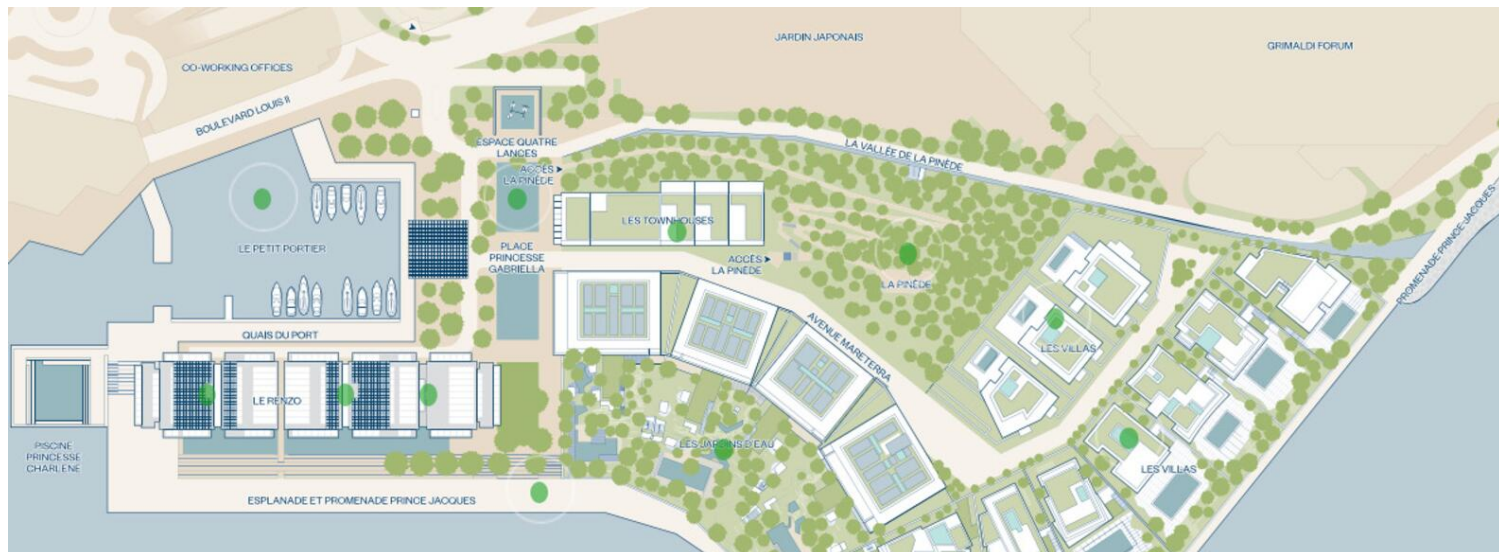 JARDIN JAPONAIS
GRIMALDI FORUM
CO-WORKING OFFICES
BOULEVARD LOUIS II
ESPACE QUATRE
LANCES
LA VALLÉE DE LA PINÈDE
ACCÈS
LA PINÈDE
PROMENADE PRINCE JACQUES
LES TOWNHOUSES
LE PETIT PORTIER
PLACE
PRINCESSE
GABRIELLA
ACCÈS
LA PINÈDE
LA PINÈDE
QUAIS DU PORT
AVENUE MARETERRA
LES VILLAS
LE RENZO
PISCINE
PRINCESSE
CHARLÈNE
LES JARDINS D'EAU
LES VILLAS
ESPLANADE ET PROMENADE PRINCE JACQUES